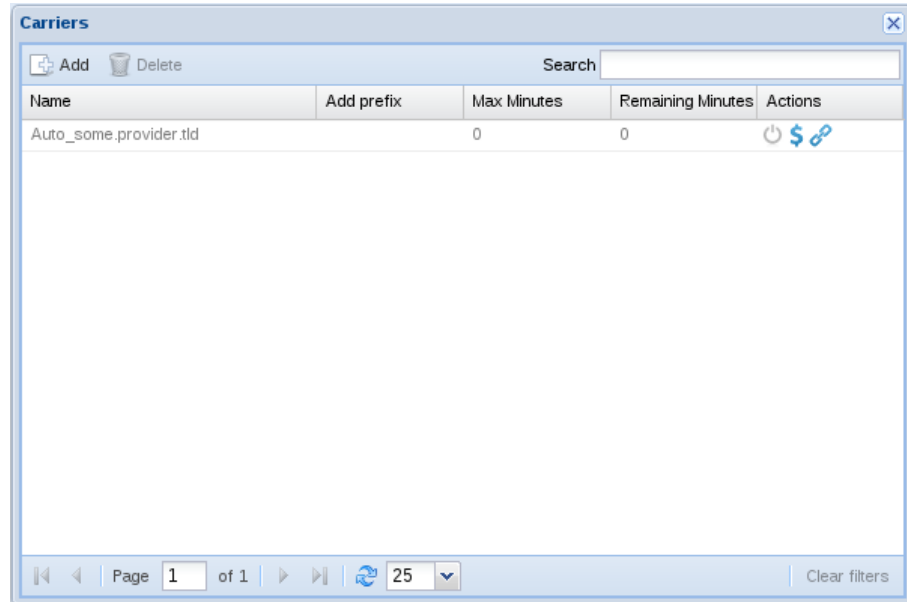 Carriers
Add Delete Search
Name Add prefix Max Minutes Remaining Minutes Actions
Auto_some.provider.tld 0 0 $
Page 1 of 1 25 Clear filters